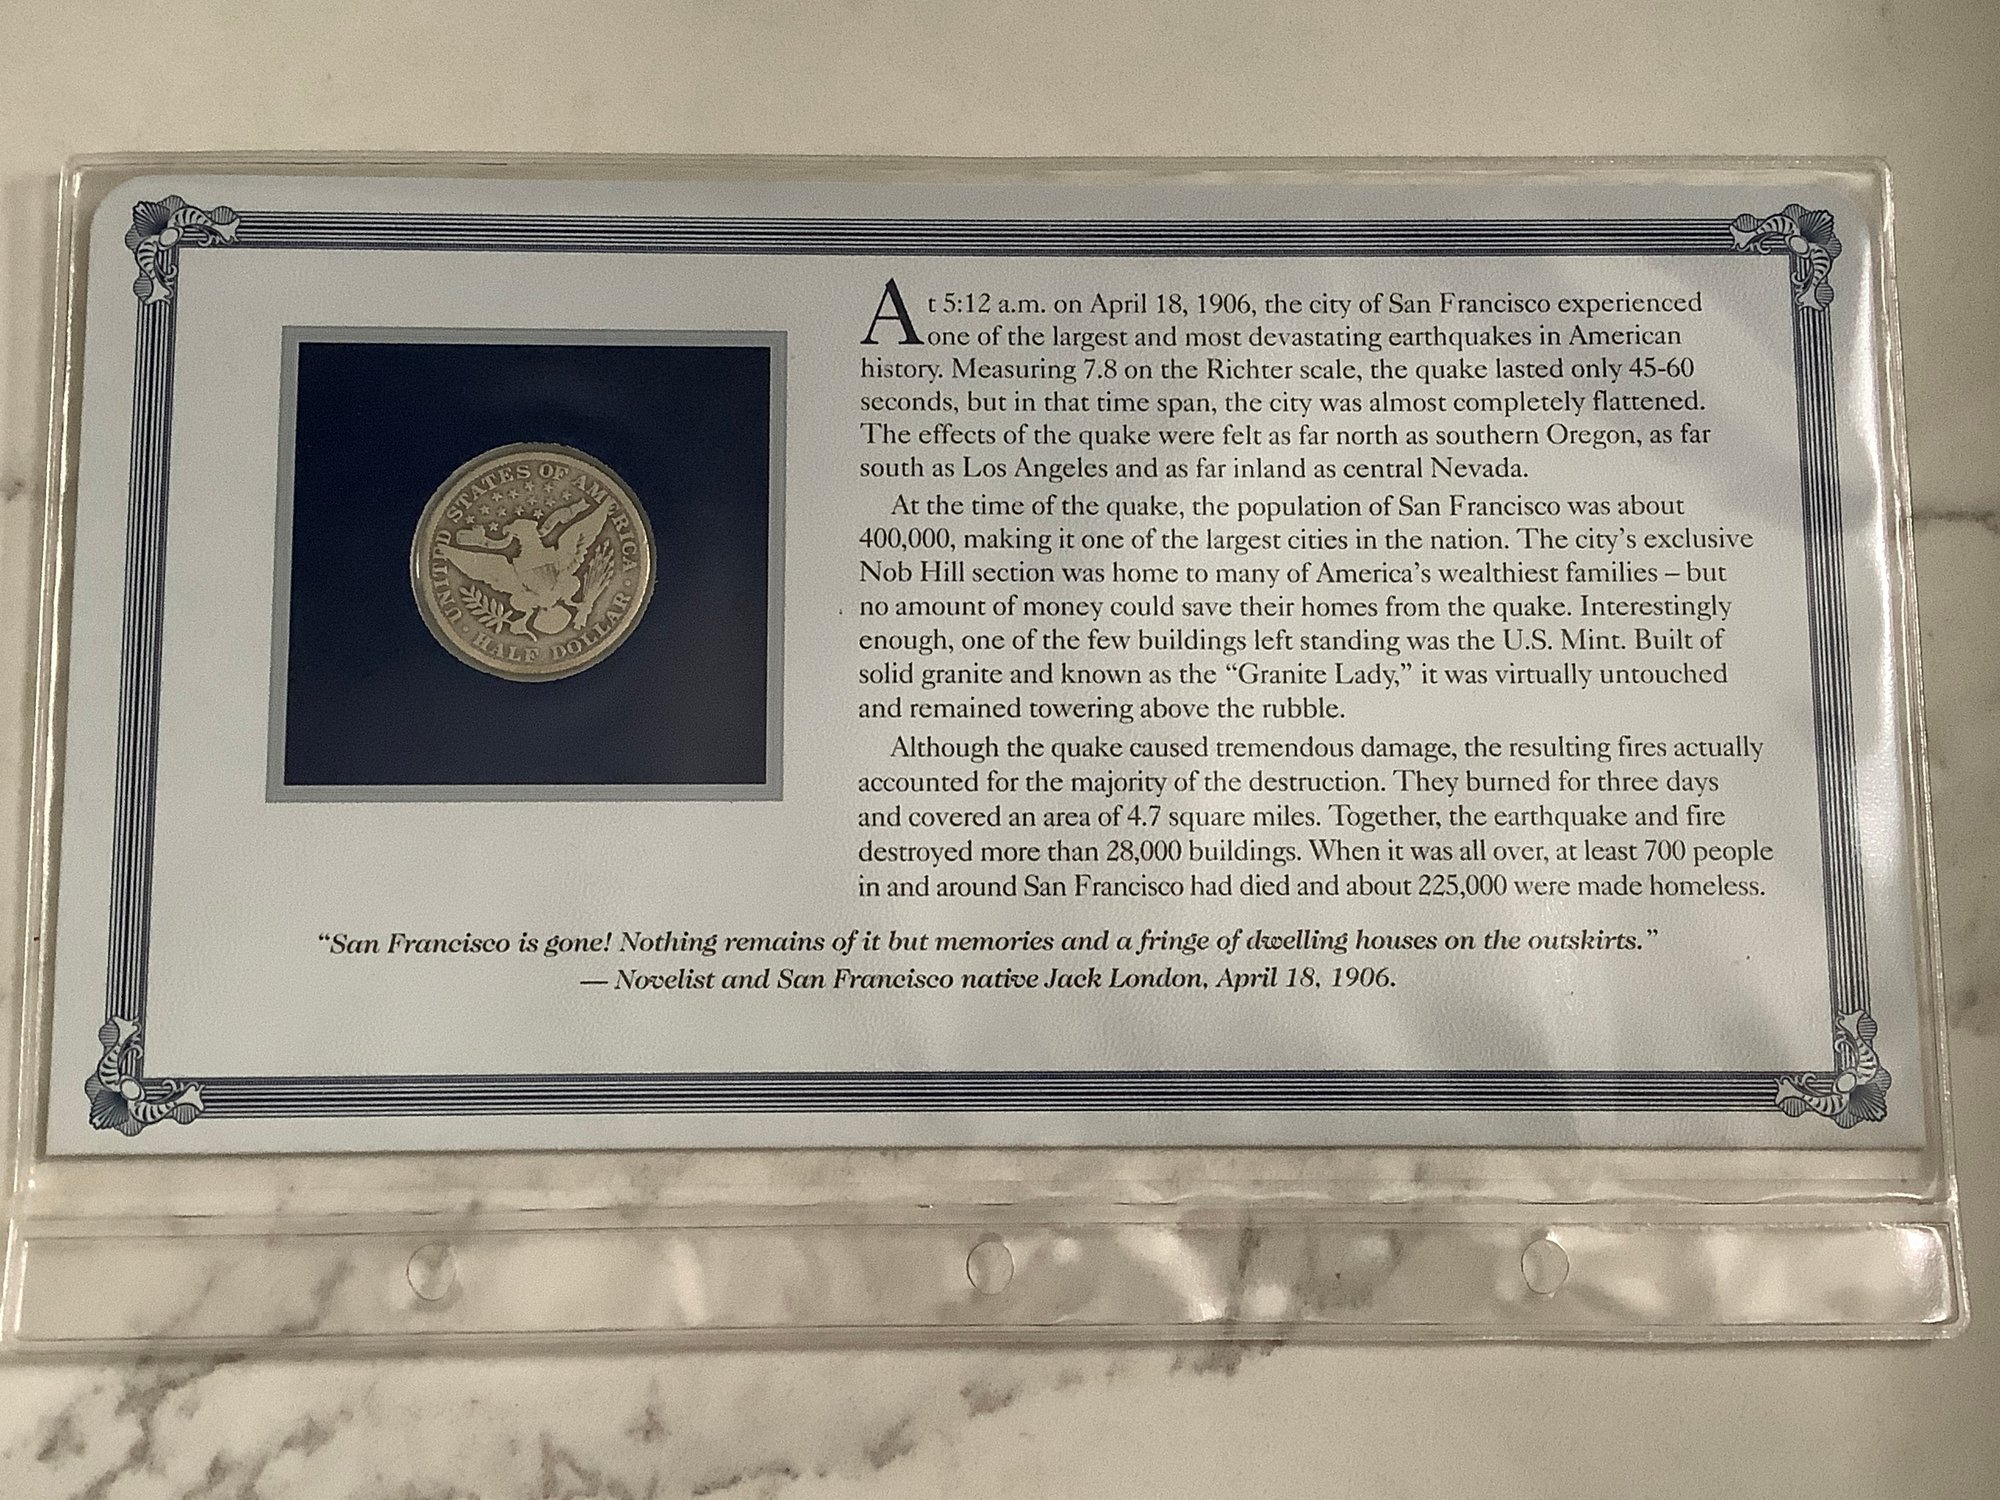 UNITED STATES OF AMERICA
HALF DOLLAR
At 5:12 a.m. on April 18, 1906, the city of San Francisco experienced
one of the largest and most devastating earthquakes in American
history. Measuring 7.8 on the Richter scale, the quake lasted only 45-60
seconds, but in that time span, the city was almost completely flattened.
The effects of the quake were felt as far north as southern Oregon, as far
south as Los Angeles and as far inland as central Nevada.
At the time of the quake, the population of San Francisco was about
400,000, making it one of the largest cities in the nation. The city's exclusive
Nob Hill section was home to many of America's wealthiest families – but
no amount of money could save their homes from the quake. Interestingly
enough, one of the few buildings left standing was the U.S. Mint. Built of
solid granite and known as the “Granite Lady,” it was virtually untouched
and remained towering above the rubble.
Although the quake caused tremendous damage, the resulting fires actually
accounted for the majority of the destruction. They burned for three days
and covered an area of 4.7 square miles. Together, the earthquake and fire
destroyed more than 28,000 buildings. When it was all over, at least 700 people
in and around San Francisco had died and about 225,000 were made homeless.
“San Francisco is gone! Nothing remains of it but memories and a fringe of dwelling houses on the outskirts.”
— Novelist and San Francisco native Jack London, April 18, 1906.